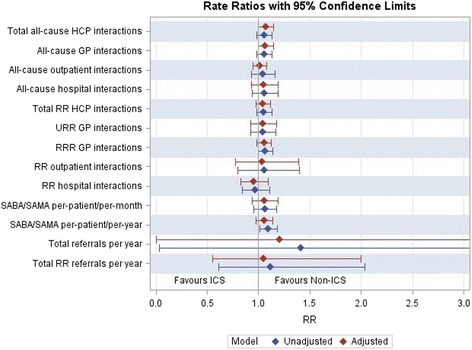 Rate Ratios with 95% Confidence Limits
Total all-cause HCP interactions
All-cause GP interactions
All-cause outpatient interactions
All-cause hospital interactions
Total RR HCP interactions
URR GP interactions
RRR GP interactions
RR outpatient interactions
RR hospital interactions
SABA/SAMA per-patient/per-month
SABA/SAMA per-patient/per-year
Total referrals per year
Total RR referrals per year
Favours ICS Favours Non-ICS
0.0 0.5 1.0 1.5 2.0 2.5 3.0
RR
Model Unadjusted Adjusted